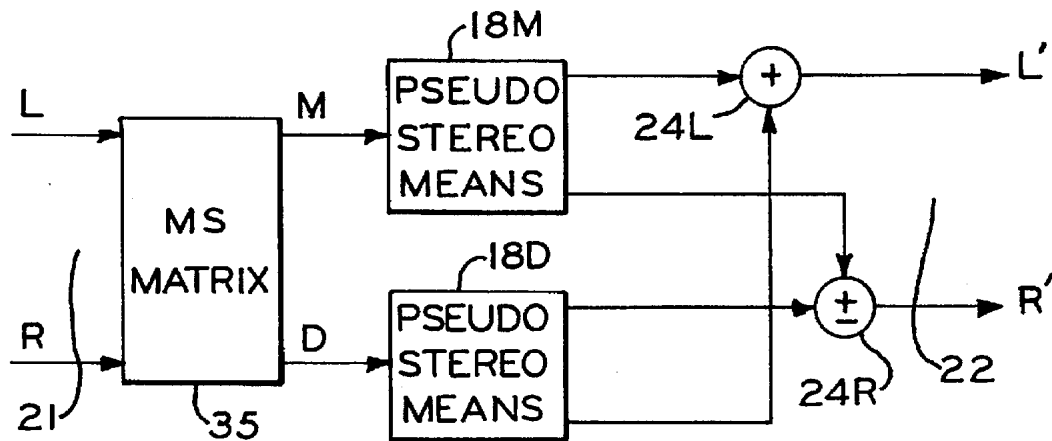 18M
L
M
PSEUDO
STEREO
MEANS
+
24L
L'
MS
MATRIX
18D
R
D
PSEUDO
STEREO
MEANS
±
R'
21
35
24R
22